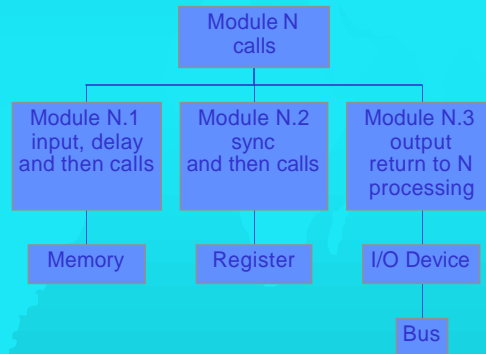 Module N
calls
Module N.1
input, delay
and then calls
Module N.2
sync
and then calls
Module N.3
output
return to N
processing
Memory
Register
I/O Device
Bus